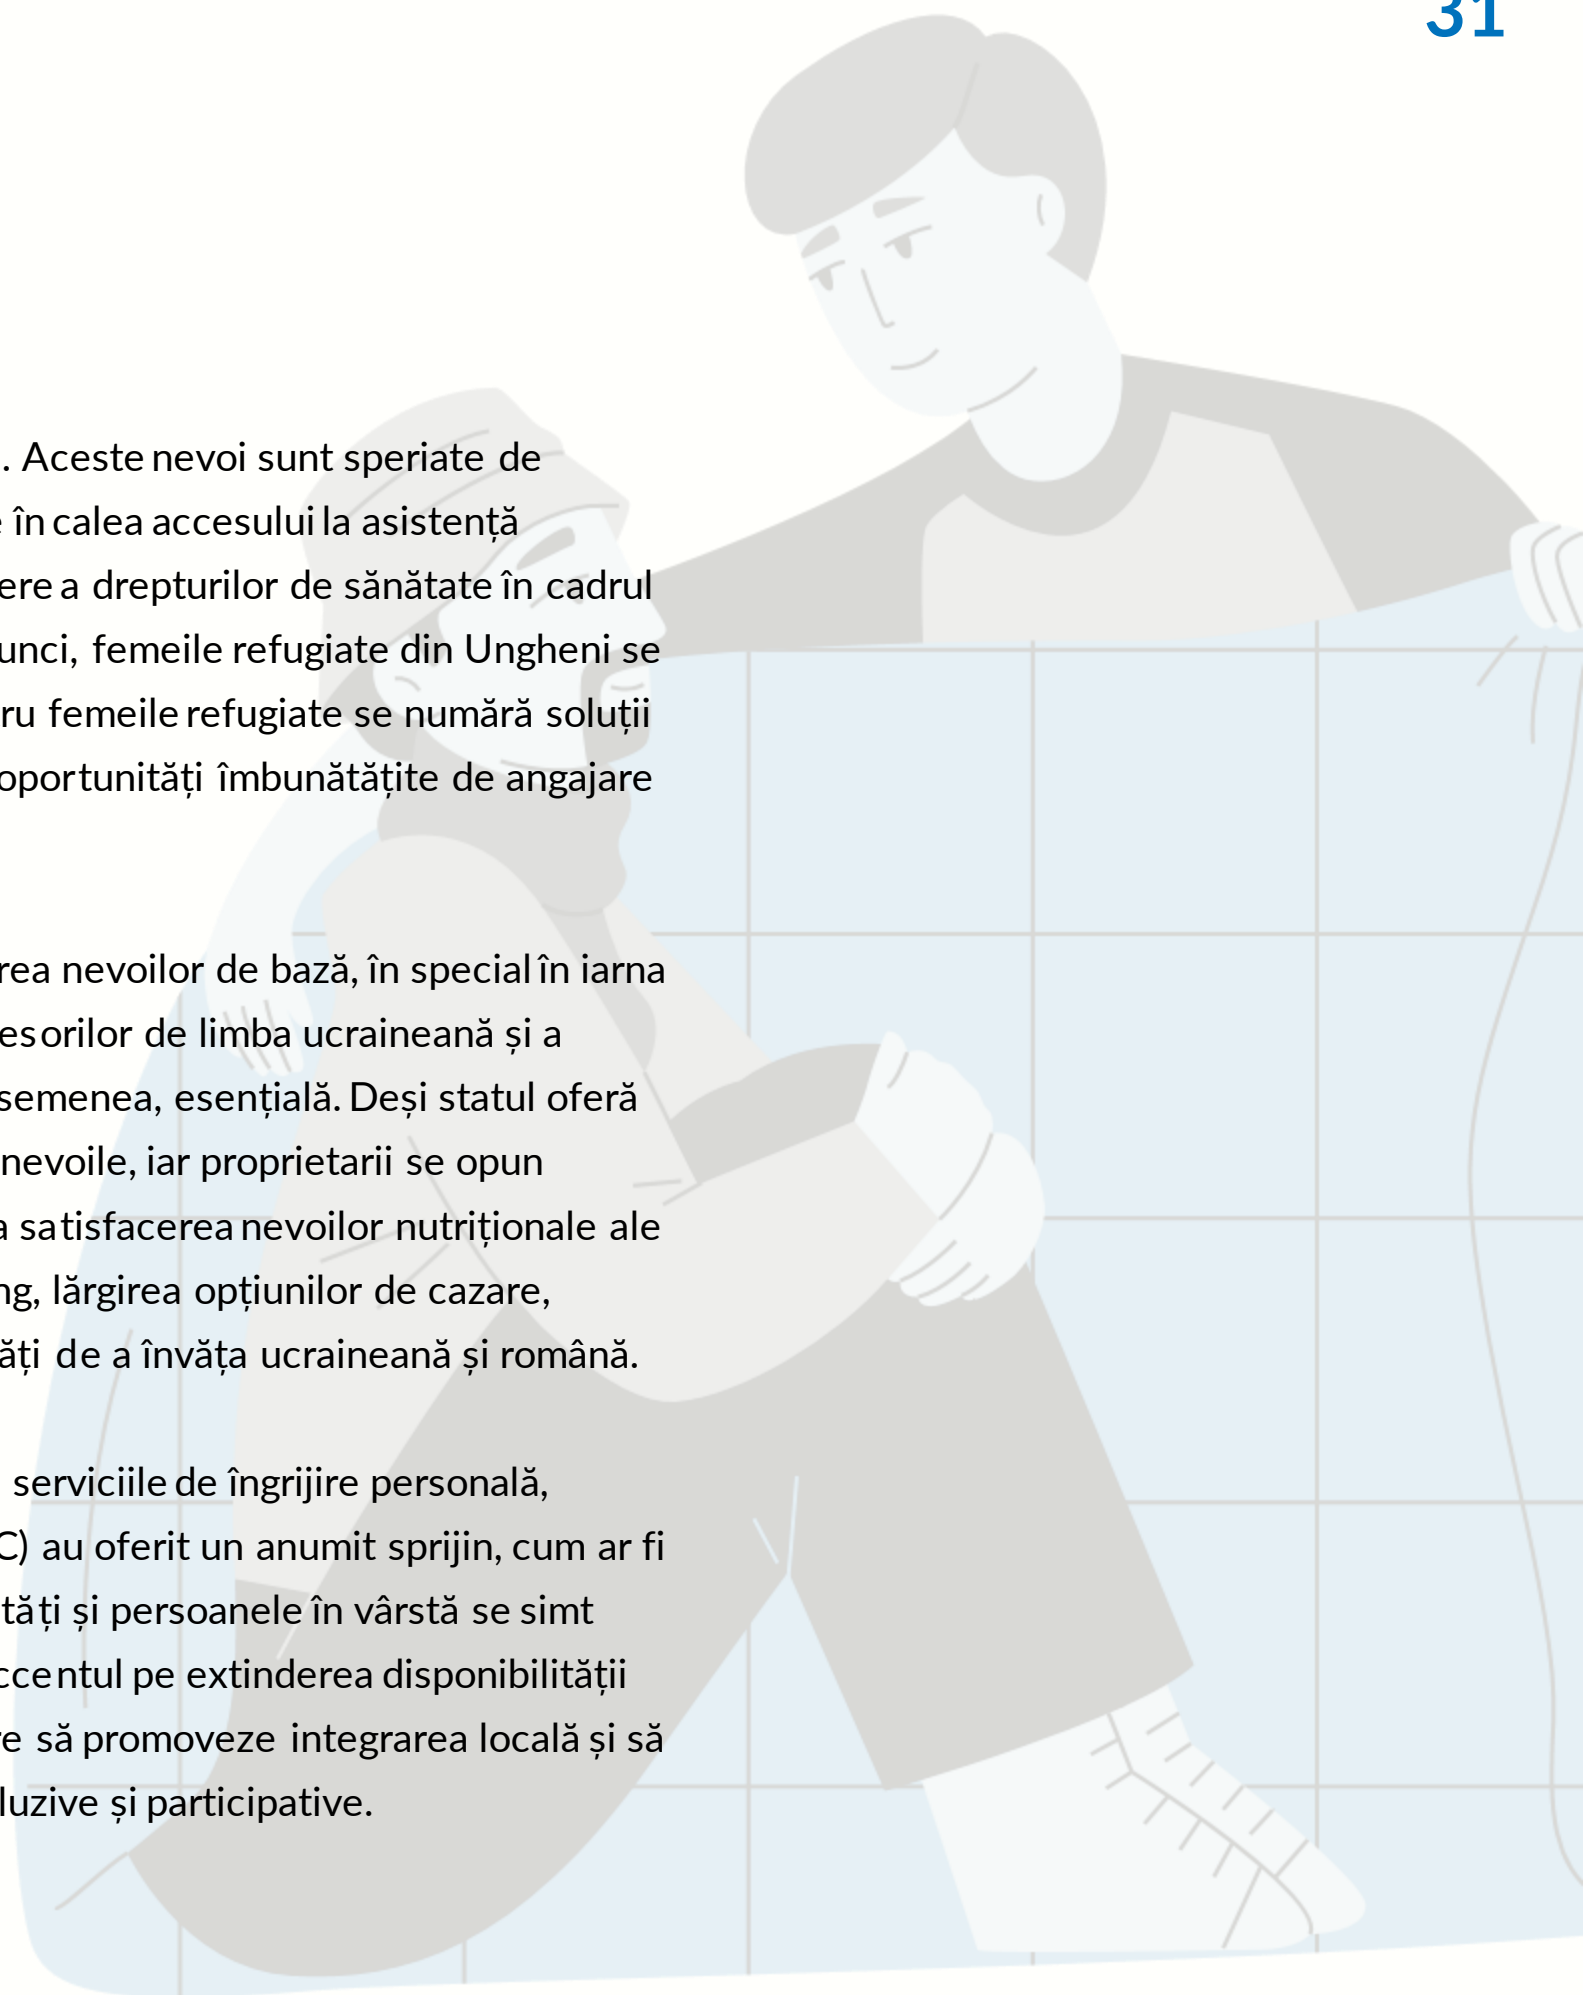 31
. Aceste nevoi sunt speriate de
în calea accesului la asistență
ere a drepturilor de sănătate în cadrul
unci, femeile refugiate din Ungheni se
ru femeile refugiate se numără soluții
oportunități îmbunătățite de angajare
rea nevoilor de bază, în special în iarna
esorilor de limba ucraineană și a
semenea, esențială. Deși statul oferă
nevoile, iar proprietarii se opun
a satisfacerea nevoilor nutriționale ale
ng, lărgirea opțiunilor de cazare,
ăți de a învăța ucraineană și română.
serviciile de îngrijire personală,
C) au oferit un anumit sprijin, cum ar fi
tăți și persoanele în vârstă se simt
ccentul pe extinderea disponibilității
re să promoveze integrarea locală și să
luzive și participative.